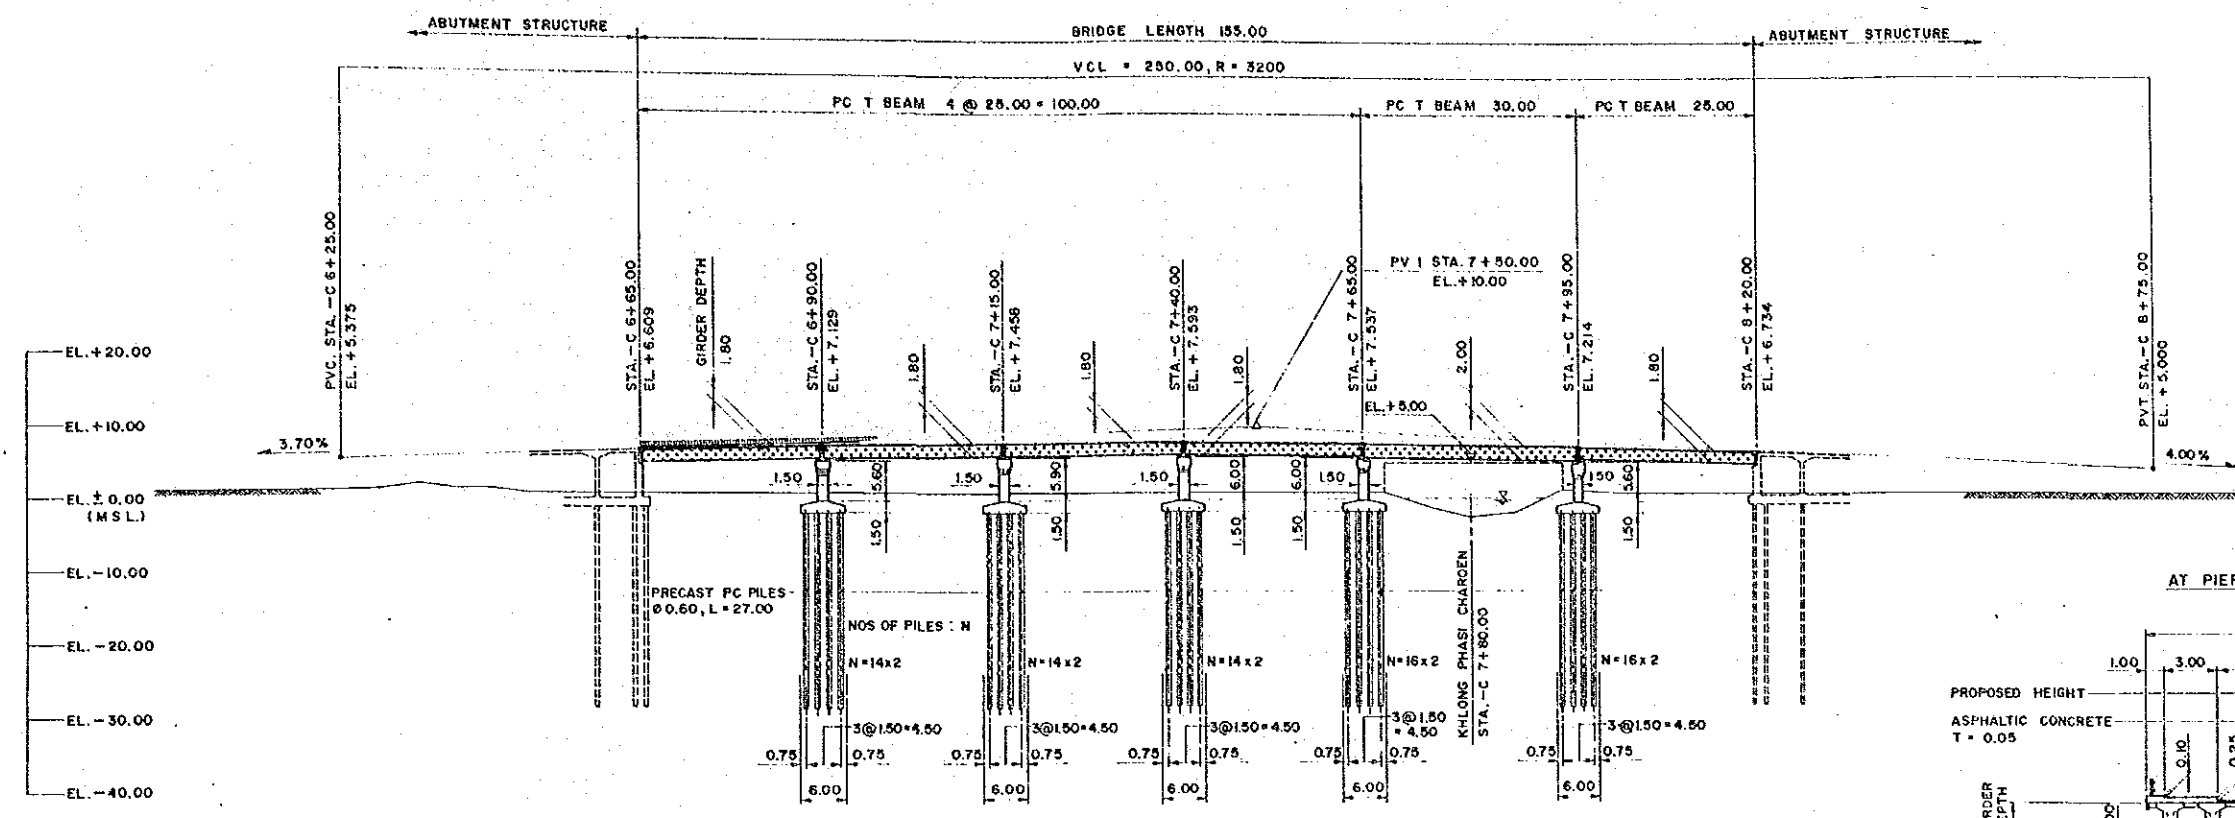 ABUTMENT STRUCTURE
BRIDGE LENGTH 155.00
ABUTMENT STRUCTURE
VCL = 250.00, R = 3200
PC T BEAM 4 @ 25.00 = 100.00
PC T BEAM 30.00
PC T BEAM 25.00
PVC. STA. -C 6+25.00
EL. +5.375
STA.-C 6+65.00
EL. +6.609
GIRDER DEPTH
1.80
STA.-C 6+90.00
EL. +7.129
1.80
STA.-C 7+15.00
EL. +7.458
1.80
STA.-C 7+40.00
EL. +7.593
1.80
STA.-C 7+65.00
EL. +7.537
PV I STA. 7+50.00
EL.+10.00
EL.+5.00
2.00
STA.-C 7+95.00
EL. 7.214
1.80
STA.-C 8+20.00
EL. +6.734
PVT. STA.-C 8+75.00
EL. +5.000
EL.+20.00
EL.+10.00
EL.± 0.00
(M S L.)
EL.-10.00
EL.-20.00
EL.-30.00
EL.-40.00
3.70%
4.00%
1.50
5.60
1.50
1.50
5.90
1.50
1.50
6.00
1.50
6.00
1.50
1.50
1.50
5.60
1.50
PRECAST PC PILES
Ø 0.60, L = 27.00
NOS OF PILES : N
N=14x2
N=14x2
N=14x2
N=16x2
N=16x2
KHLONG PHASI CHAROEN
STA.-C 7+80.00
3@1.50=4.50
3@1.50=4.50
3@1.50=4.50
3@1.50
= 4.50
3@1.50=4.50
0.75
0.75
0.75
0.75
0.75
0.75
0.75
0.75
0.75
0.75
6.00
6.00
6.00
6.00
6.00
AT PIER
1.00
3.00
PROPOSED HEIGHT
ASPHALTIC CONCRETE
T = 0.05
0.10